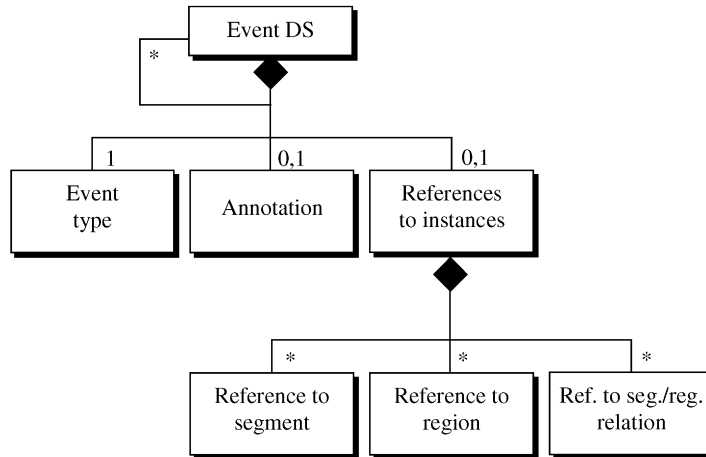 Event DS
*
1
0,1
0,1
Event
type
Annotation
References
to instances
*
*
*
Reference to
segment
Reference to
region
Ref. to seg./reg.
relation